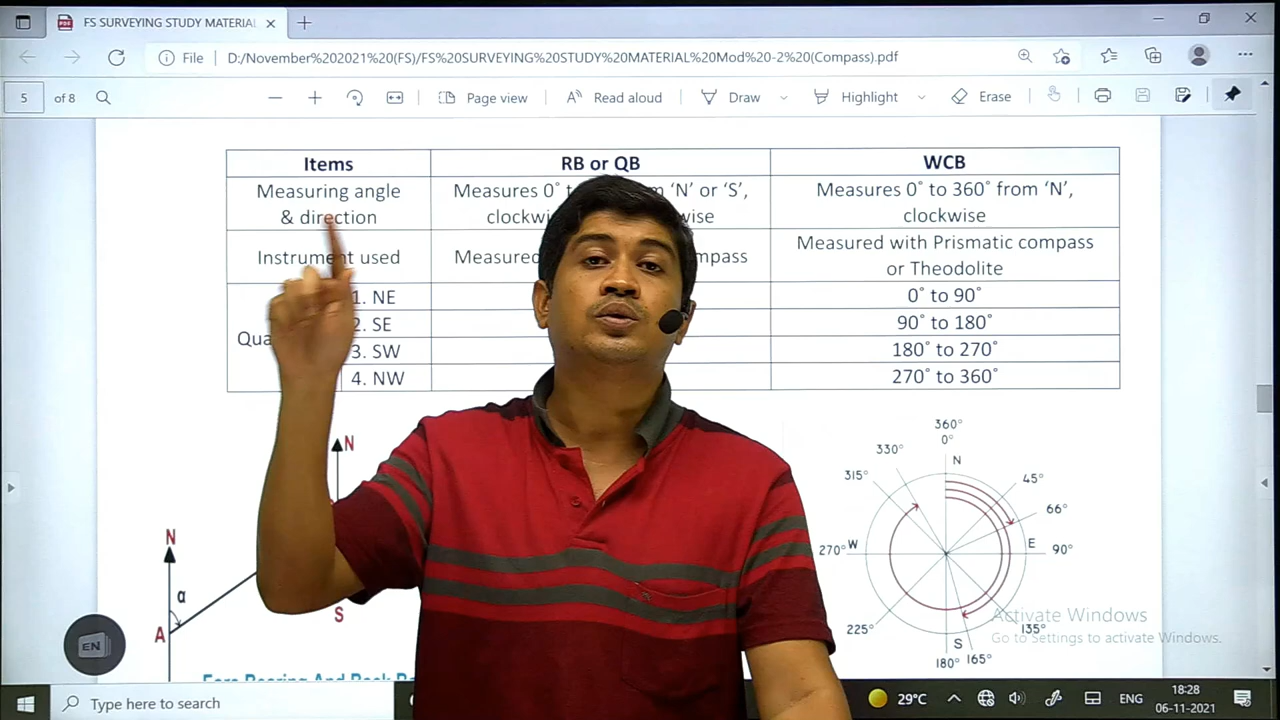 FS SURVEYING STUDY MATERIAL
File
D:/November%202021%20(FS)/FS%20SURVEYING%20STUDY%20MATERIAL%20Mod%20-2%20(Compass).pdf
5 of 8
Page view
Read aloud
Draw
Highlight
Erase
Items RB or QB WCB
Measuring angle & direction
Measures 0° 'N' or 'S',
Measures 0° to 360° from 'N', clockwise
Instrument used
Measured
Measured with Prismatic compass or Theodolite
1. NE 0° to 90°
2. SE 90° to 180°
3. SW 180° to 270°
4. NW 270° to 360°
N
N
α
A
S
360°
0°
N
330°
315°
45°
66°
270° W
E 90°
225°
135°
S
180° 165°
Activate Windows
Go to Settings to activate Windows.
EN
Type here to search
29°C
ENG
18:28
06-11-2021